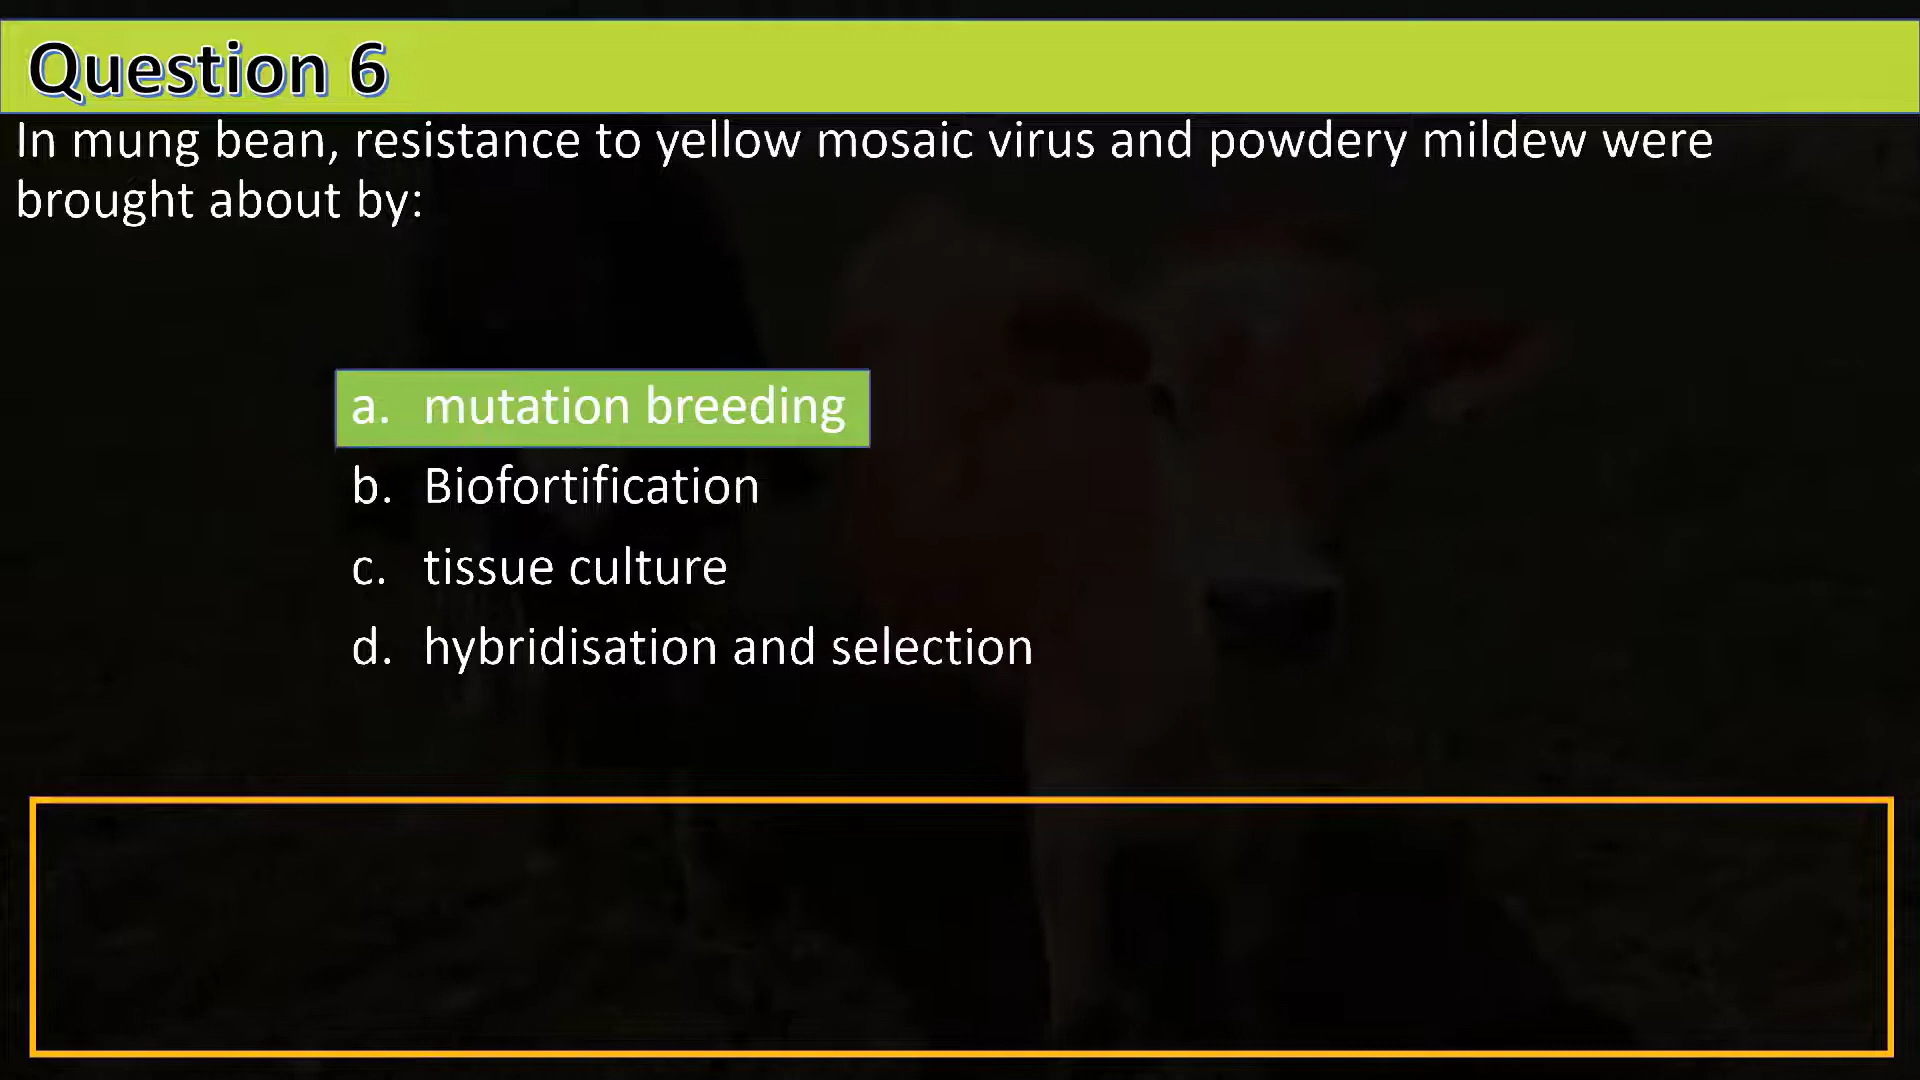 Question 6
In mung bean, resistance to yellow mosaic virus and powdery mildew were
brought about by:
a. mutation breeding
b. Biofortification
c. tissue culture
d. hybridisation and selection